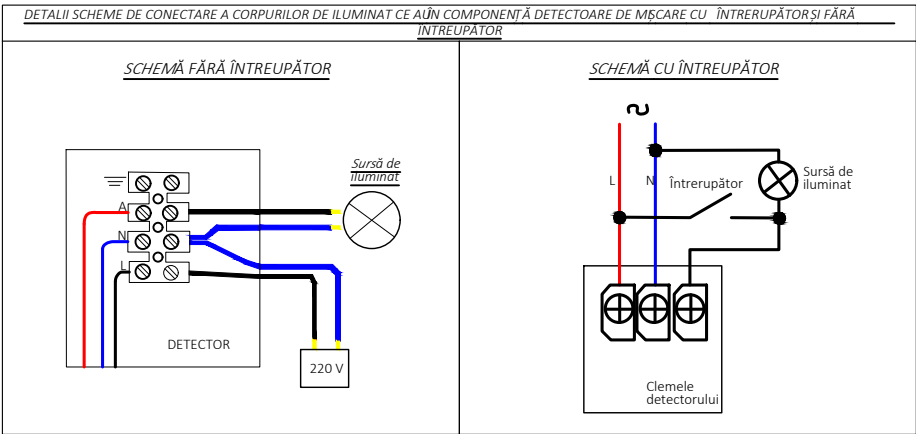 DETALII SCHEME DE CONECTARE A CORPURILOR DE ILUMINAT CE AUÎN COMPONENȚĂ DETECTOARE DE MIȘCARE CU ÎNTRERUPĂTOR ȘI FĂRĂ
ÎNTREUPĂTOR
SCHEMĂ FĂRĂ ÎNTREUPĂTOR
Sursă de
iluminat
A
N
L
DETECTOR
220 V
SCHEMĂ CU ÎNTREUPĂTOR
L
N
Întrerupător
Sursă de
iluminat
Clemele
detectorului